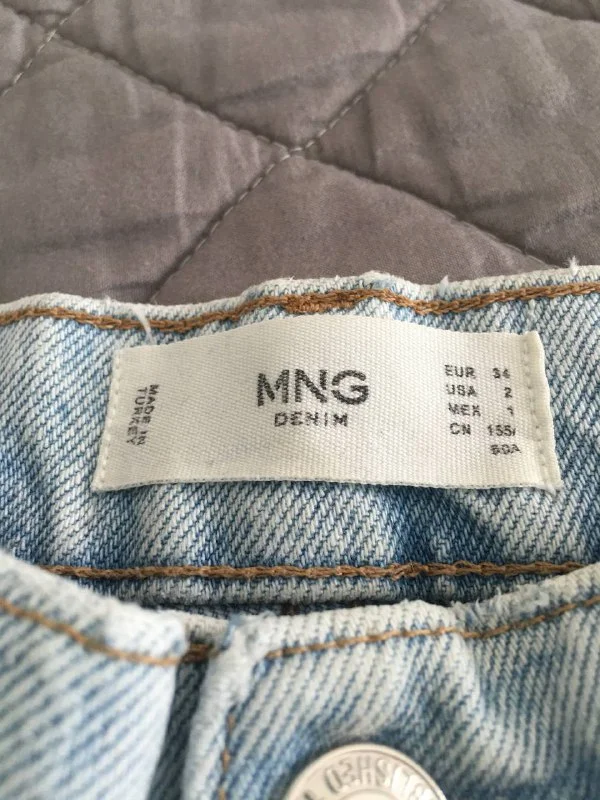 MNG
DENIM
MADE IN
TURKEY
EUR 34
USA 2
MEX 1
CN 155/
60A